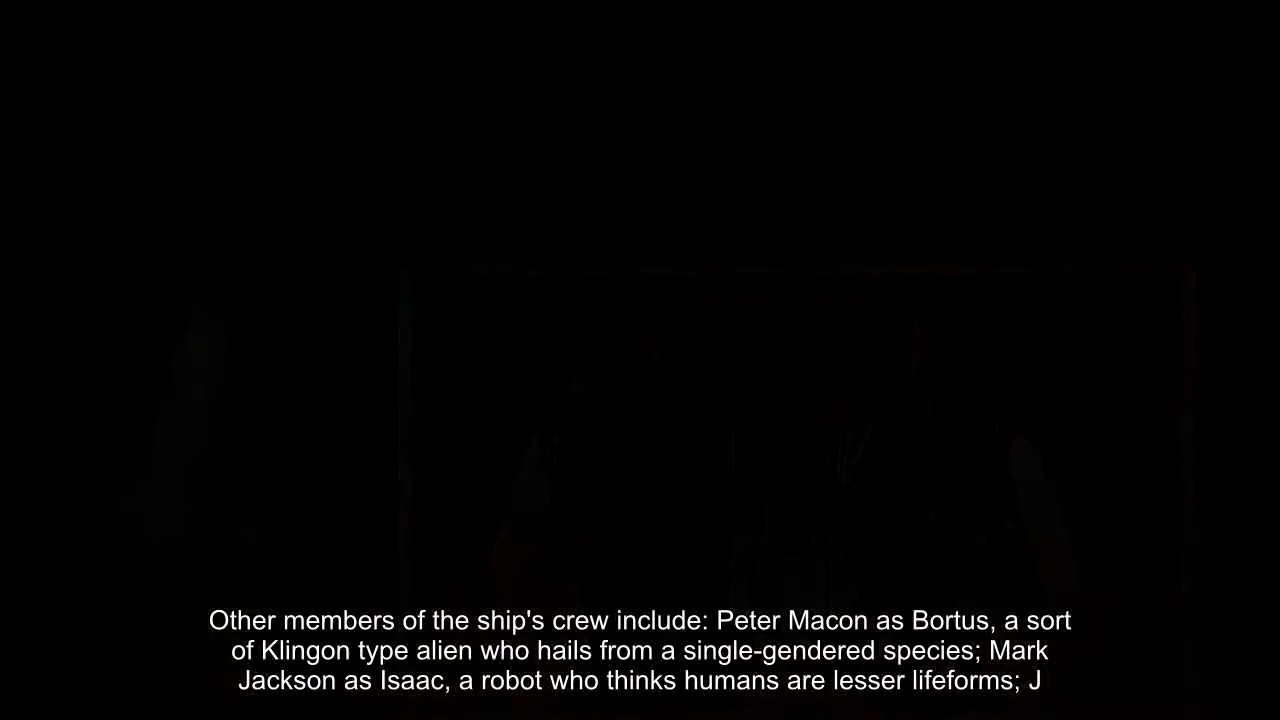 Other members of the ship's crew include: Peter Macon as Bortus, a sort
of Klingon type alien who hails from a single-gendered species; Mark
Jackson as Isaac, a robot who thinks humans are lesser lifeforms; J